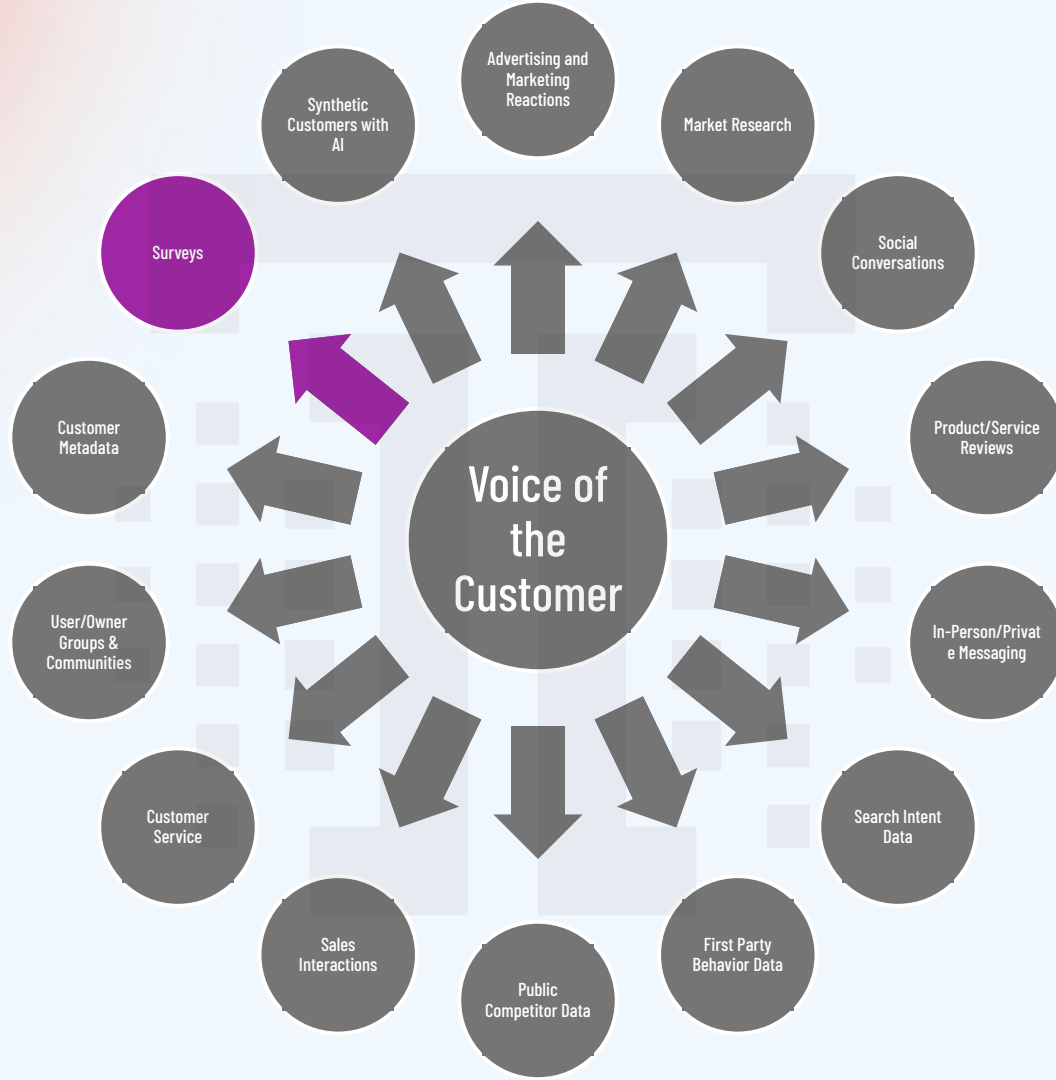 Advertising and
Marketing
Reactions
Market Research
Social
Conversations
Product/Service
Reviews
In-Person/Privat
e Messaging
Search Intent
Data
First Party
Behavior Data
Public
Competitor Data
Sales
Interactions
Customer
Service
User/Owner
Groups &
Communities
Customer
Metadata
Surveys
Synthetic
Customers with
AI
Voice of
the
Customer